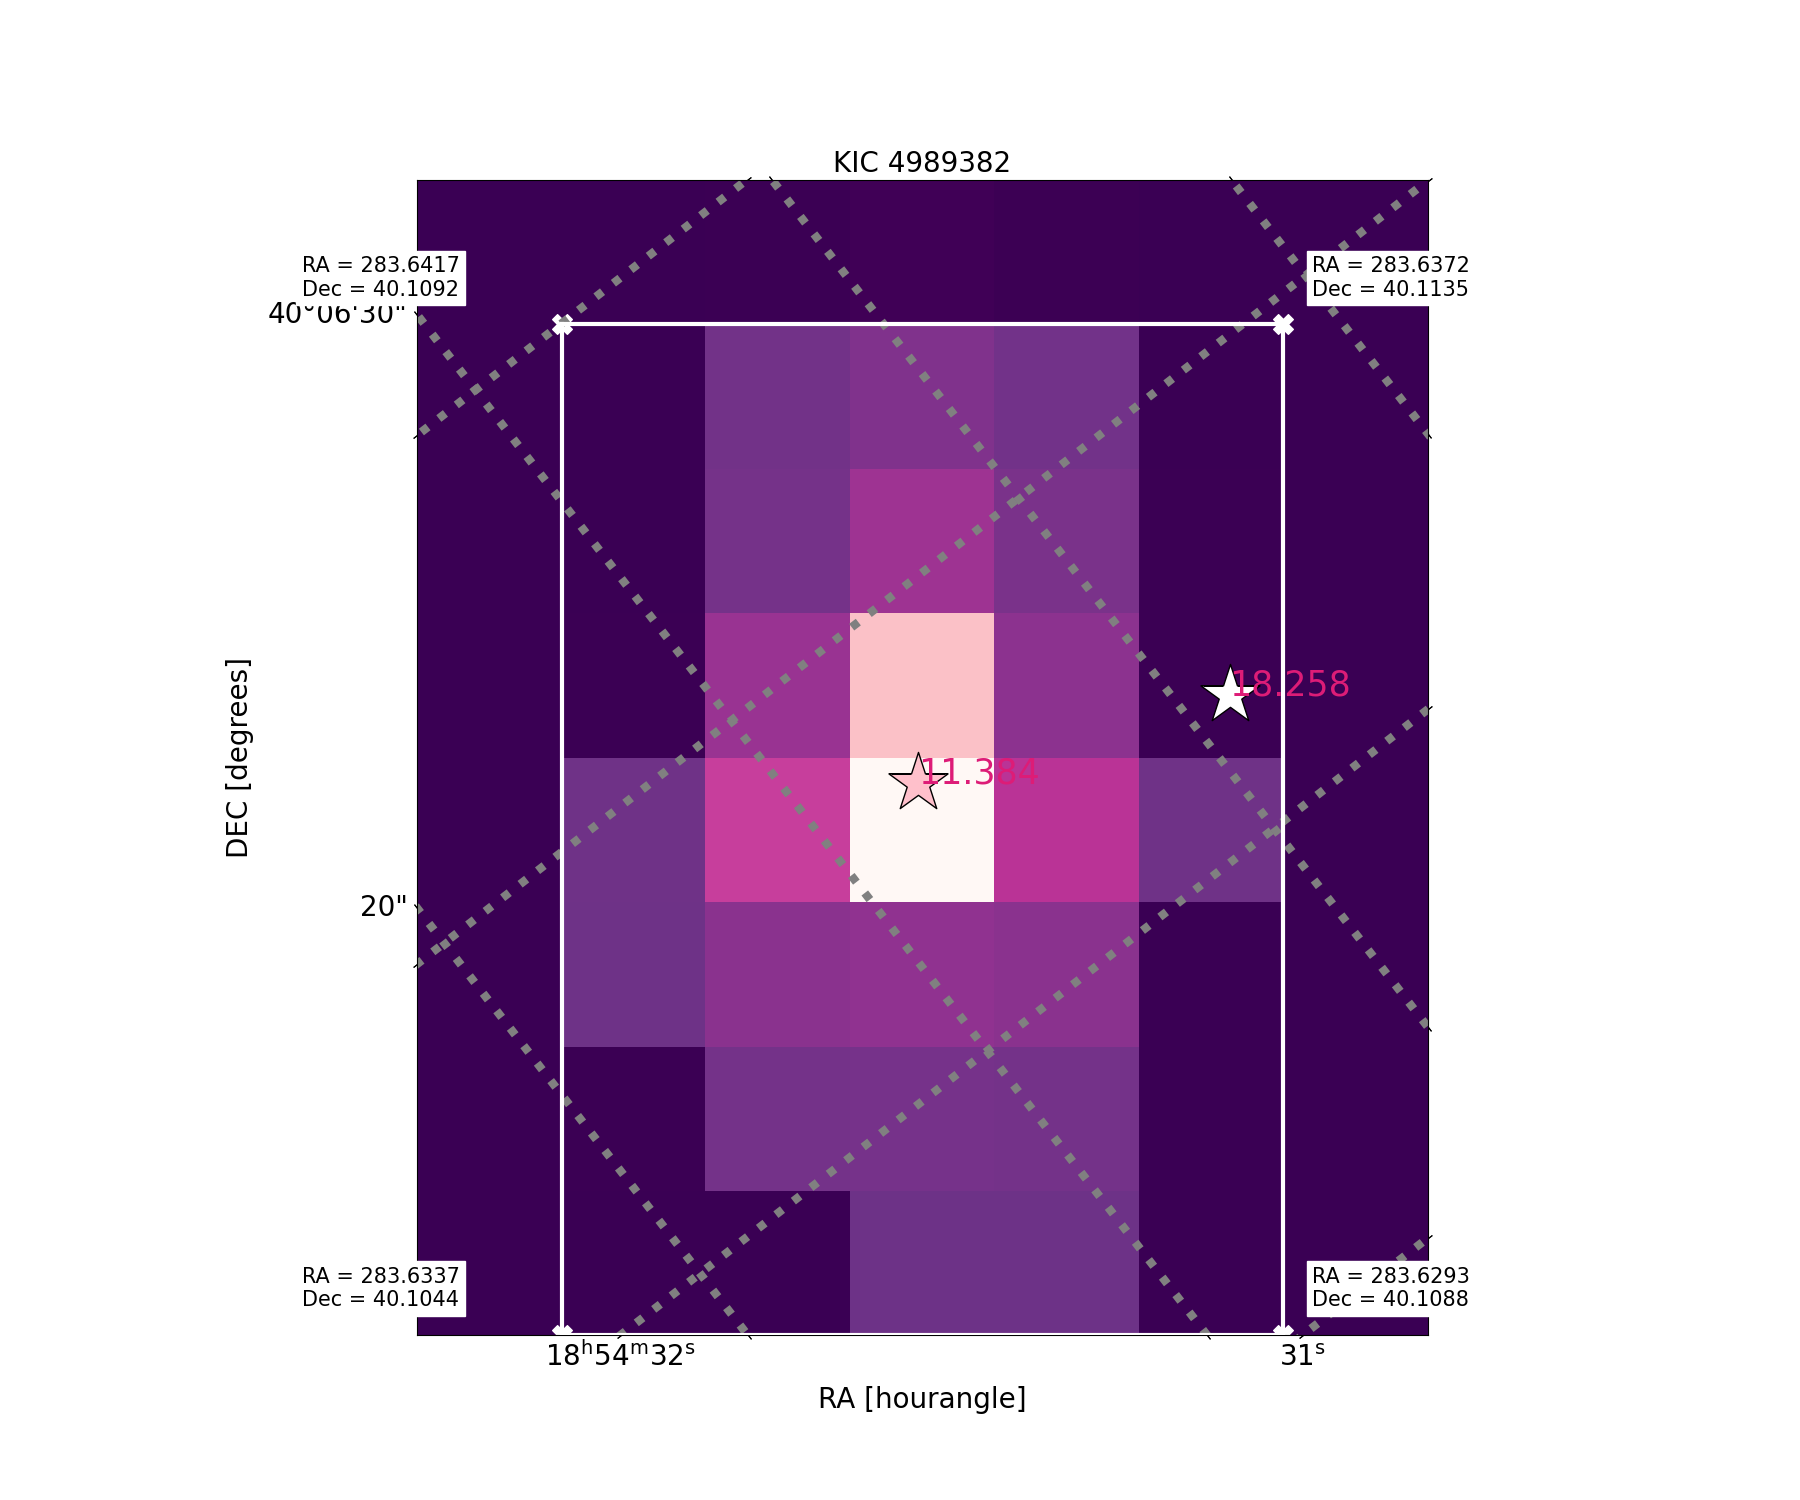 KIC 4989382
RA = 283.6417
Dec = 40.1092
RA = 283.6372
Dec = 40.1135
40°06'30"
18.258
11.384
DEC [degrees]
20"
RA = 283.6337
Dec = 40.1044
RA = 283.6293
Dec = 40.1088
18ʰ54ᵐ32ˢ
31ˢ
RA [hourangle]